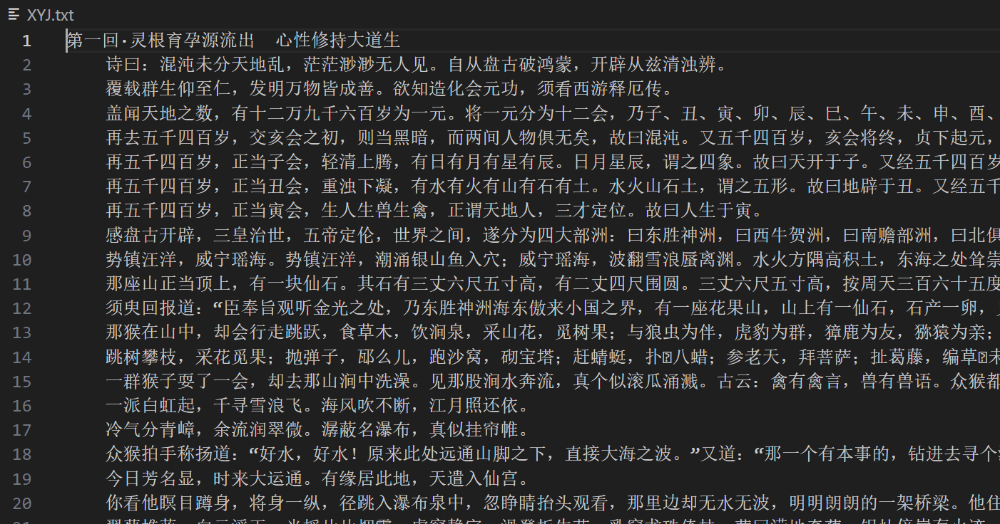 XYJ.txt
1 第一回·灵根育孕源流出 心性修持大道生
2 诗曰：混沌未分天地乱，茫茫渺渺无人见。自从盘古破鸿蒙，开辟从兹清浊辨。
3 覆载群生仰至仁，发明万物皆成善。欲知造化会元功，须看西游释厄传。
4 盖闻天地之数，有十二万九千六百岁为一元。将一元分为十二会，乃子、丑、寅、卯、辰、巳、午、未、申、酉、
5 再去五千四百岁，交亥会之初，则当黑暗，而两间人物俱无矣，故曰混沌。又五千四百岁，亥会将终，贞下起元，
6 再五千四百岁，正当子会，轻清上腾，有日有月有星有辰。日月星辰，谓之四象。故曰天开于子。又经五千四百岁
7 再五千四百岁，正当丑会，重浊下凝，有水有火有山有石有土。水火山石土，谓之五形。故曰地辟于丑。又经五千
8 再五千四百岁，正当寅会，生人生兽生禽，正谓天地人，三才定位。故曰人生于寅。
9 感盘古开辟，三皇治世，五帝定伦，世界之间，遂分为四大部洲：曰东胜神洲，曰西牛贺洲，曰南赡部洲，曰北俱
10 势镇汪洋，威宁瑶海。势镇汪洋，潮涌银山鱼入穴；威宁瑶海，波翻雪浪蜃离渊。水火方隅高积土，东海之处耸崇
11 那座山正当顶上，有一块仙石。其石有三丈六尺五寸高，有二丈四尺围圆。三丈六尺五寸高，按周天三百六十五度
12 须臾回报道：“臣奉旨观听金光之处，乃东胜神洲海东傲来小国之界，有一座花果山，山上有一仙石，石产一卵，
13 那猴在山中，却会行走跳跃，食草木，饮涧泉，采山花，觅树果；与狼虫为伴，虎豹为群，獐鹿为友，猕猿为亲；
14 跳树攀枝，采花觅果；抛弹子，邷么儿，跑沙窝，砌宝塔；赶蜻蜓，扑八蜡；参老天，拜菩萨；扯葛藤，编草未
15 一群猴子耍了一会，却去那山涧中洗澡。见那股涧水奔流，真个似滚瓜涌溅。古云：禽有禽言，兽有兽语。众猴都
16 一派白虹起，千寻雪浪飞。海风吹不断，江月照还依。
17 冷气分青嶂，余流润翠微。潺蔽名瀑布，真似挂帘帷。
18 众猴拍手称扬道：“好水，好水！原来此处远通山脚之下，直接大海之波。”又道：“那一个有本事的，钻进去寻个
19 今日芳名显，时来大运通。有缘居此地，天遣入仙宫。
20 你看他瞑目蹲身，将身一纵，径跳入瀑布泉中，忽睁睛抬头观看，那里边却无水无波，明明朗朗的一架桥梁。他住